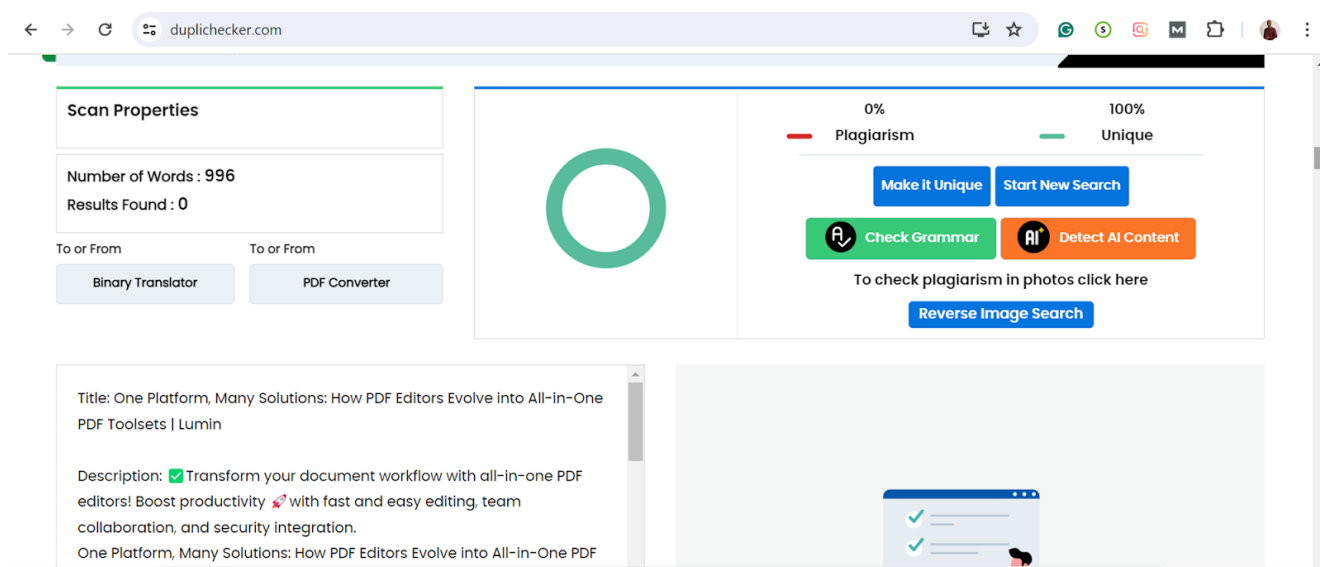 duplichecker.com
Scan Properties
Number of Words : 996
Results Found : 0
To or From
To or From
Binary Translator
PDF Converter
0%
100%
Plagiarism
Unique
Make it Unique
Start New Search
Check Grammar
AI Detect AI Content
To check plagiarism in photos click here
Reverse Image Search
Title: One Platform, Many Solutions: How PDF Editors Evolve into All-in-One
PDF Toolsets | Lumin
Description: ✅Transform your document workflow with all-in-one PDF
editors! Boost productivity 🚀with fast and easy editing, team
collaboration, and security integration.
One Platform, Many Solutions: How PDF Editors Evolve into All-in-One PDF